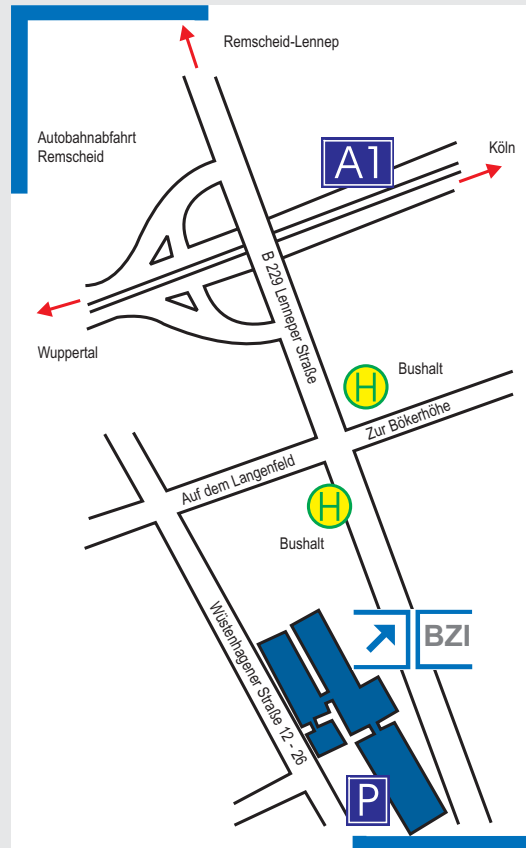 Remscheid-Lennep
Autobahnabfahrt
Remscheid
A1
Köln
B 229 Lenneper Straße
Wuppertal
H
Bushalt
Zur Bökerhöhe
Auf dem Langenfeld
H
Bushalt
BZI
Wüstenhagener Straße 12 - 26
P